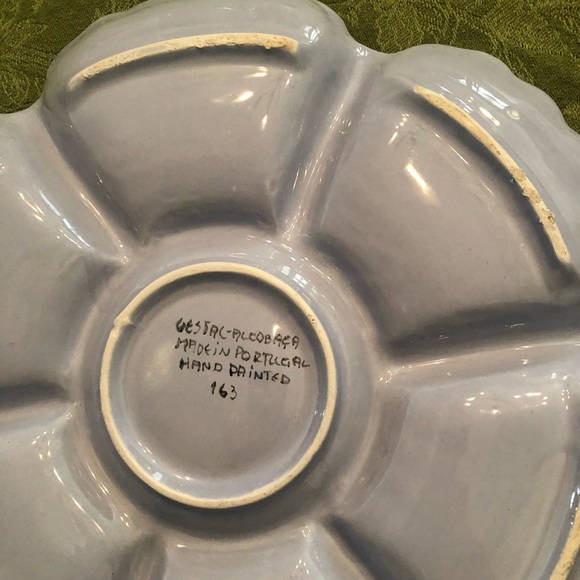 GESTAL-ALCOBAÇA
MADE iN PORTUGAL
HAND PAiNTED
163